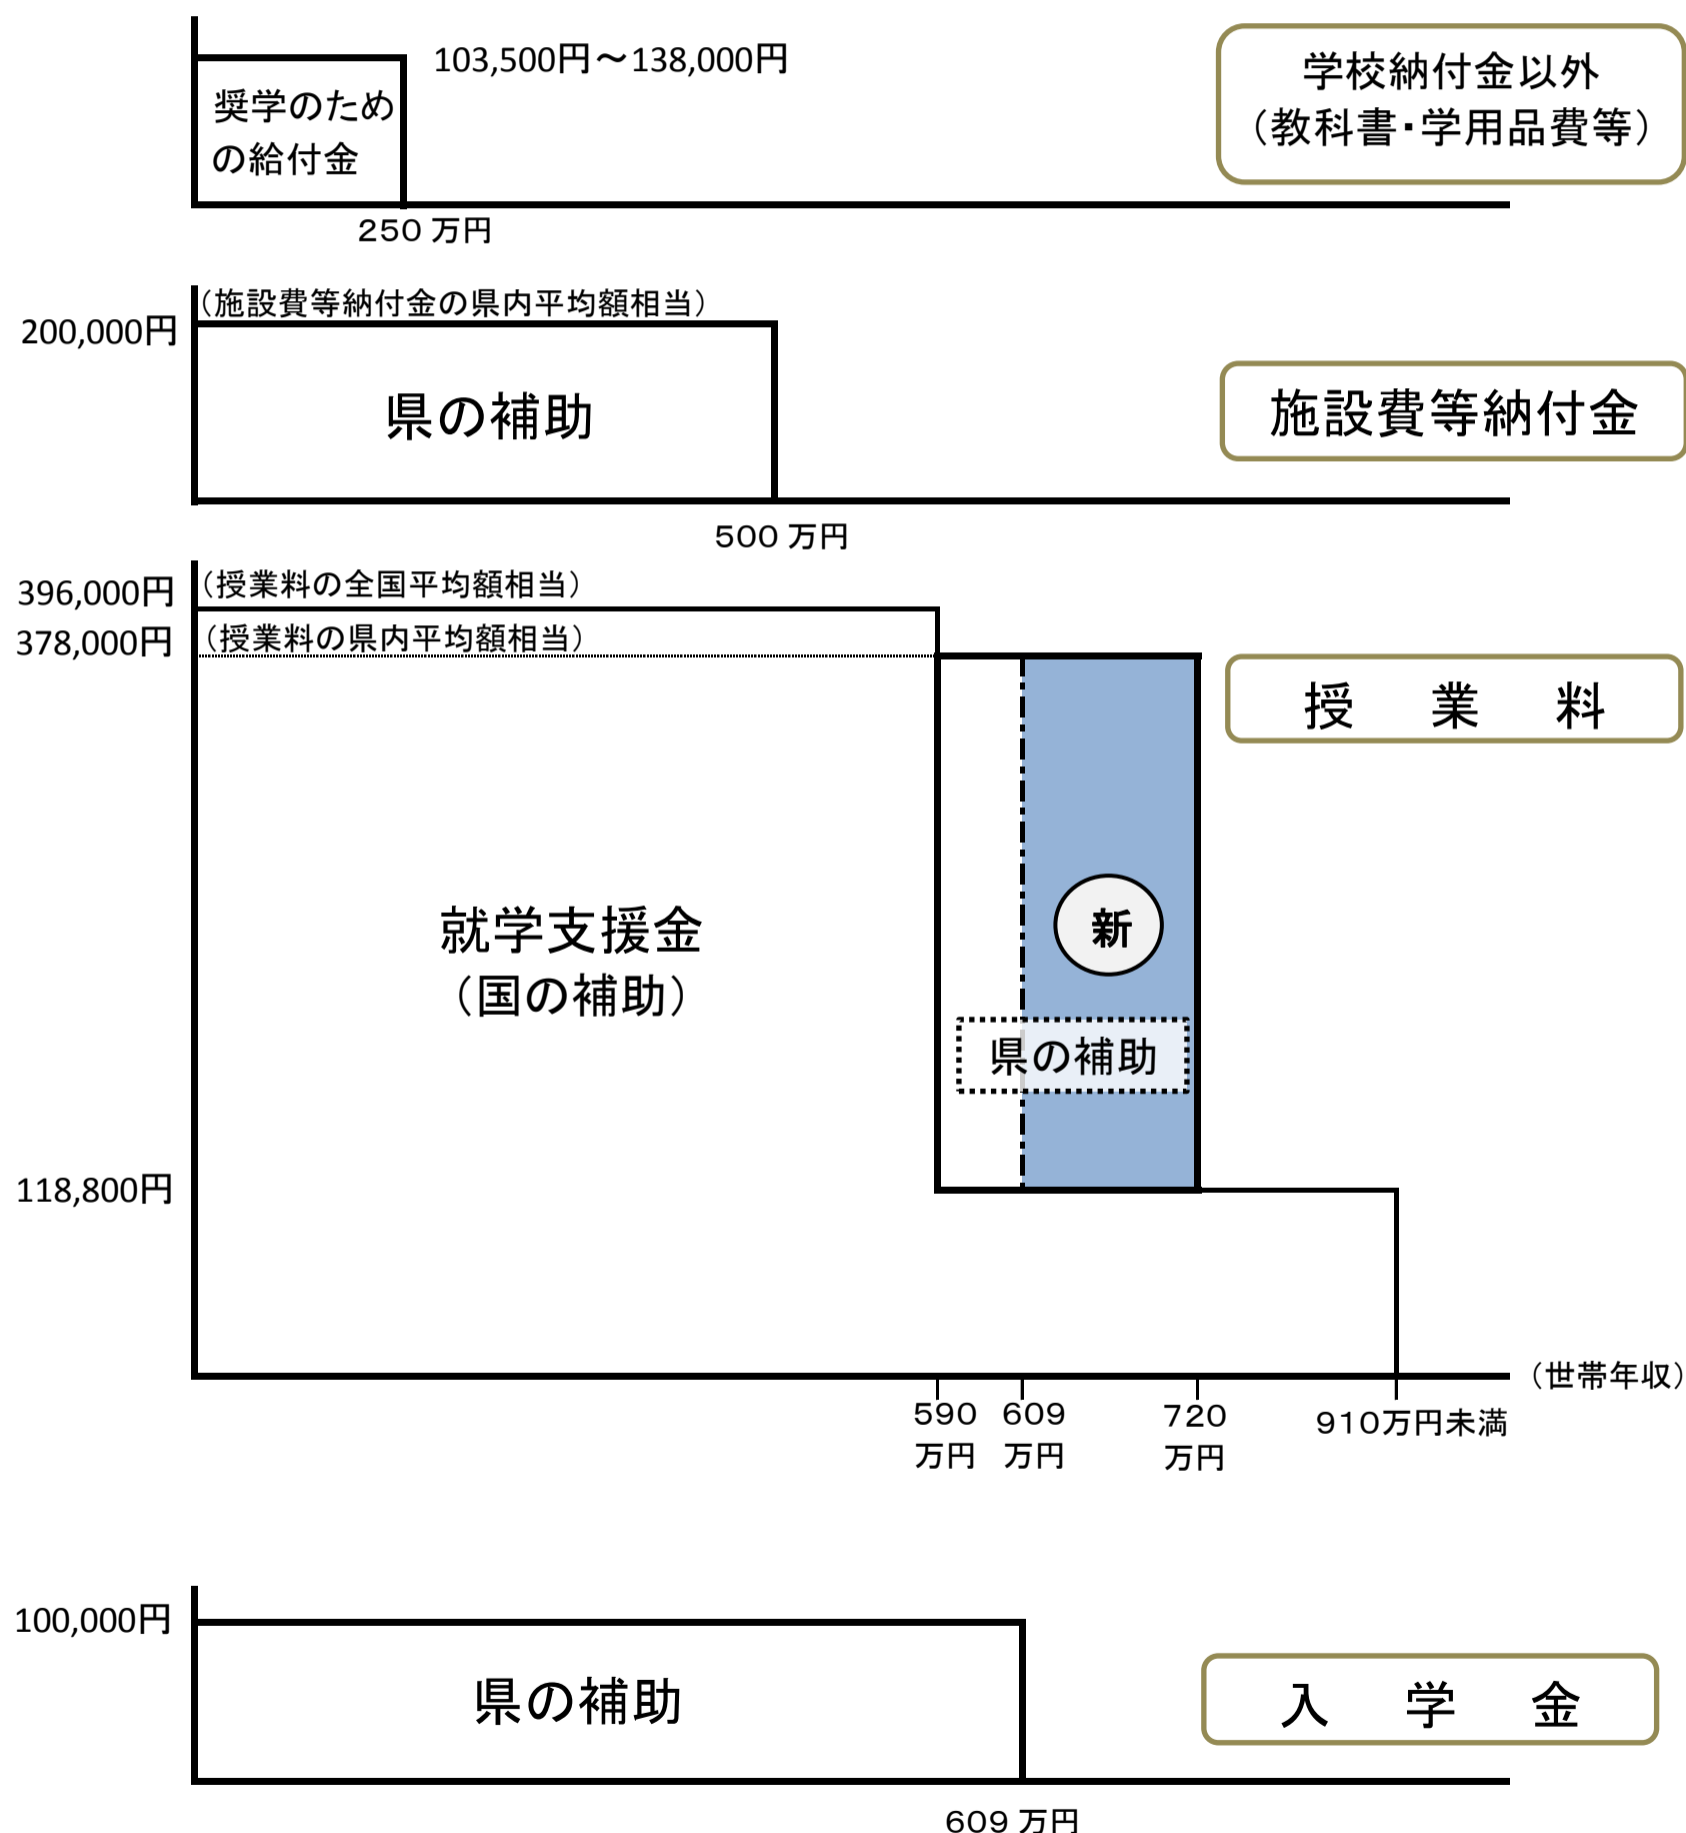 103,500円～138,000円
奨学のため
の給付金
250 万円
学校納付金以外
（教科書・学用品費等）
（施設費等納付金の県内平均額相当）
200,000円
県の補助
500 万円
施設費等納付金
396,000円
（授業料の全国平均額相当）
378,000円
（授業料の県内平均額相当）
授 業 料
就学支援金
（国の補助）
新
県の補助
118,800円
（世帯年収）
590
万円
609
万円
720
万円
910万円未満
100,000円
県の補助
入 学 金
609 万円